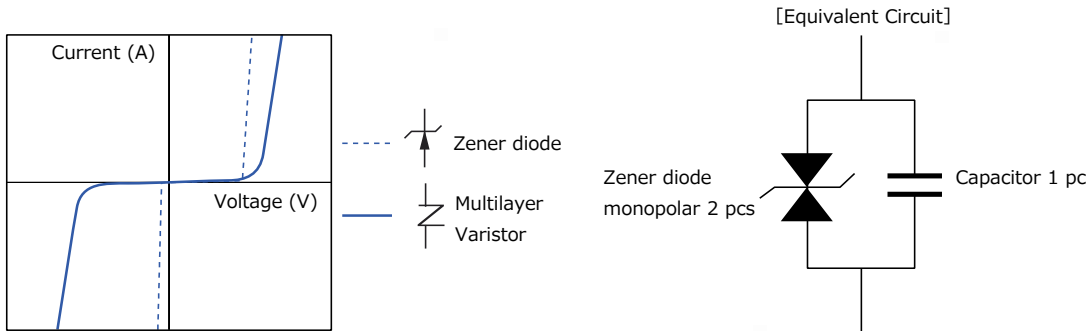 [Equivalent Circuit]
Current (A)
Voltage (V)
Zener diode
Multilayer
Varistor
Zener diode
monopolar 2 pcs
Capacitor 1 pc